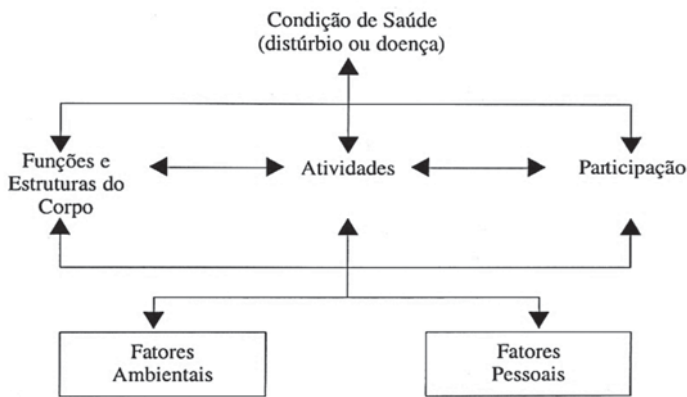 Condição de Saúde
(distúrbio ou doença)
Funções e
Estruturas do
Corpo
Atividades
Participação
Fatores
Ambientais
Fatores
Pessoais